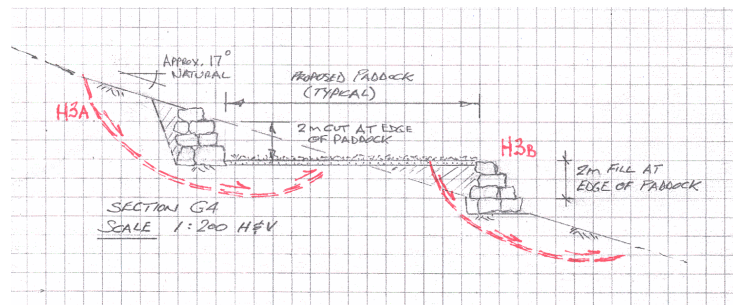 APPROX. 17°
NATURAL
PROPOSED PADDOCK
(TYPICAL)
H3A
2m CUT AT EDGE
OF PADDOCK
H3B
2m FILL AT
EDGE OF PADDOCK
SECTION G4
SCALE 1:200 H&V